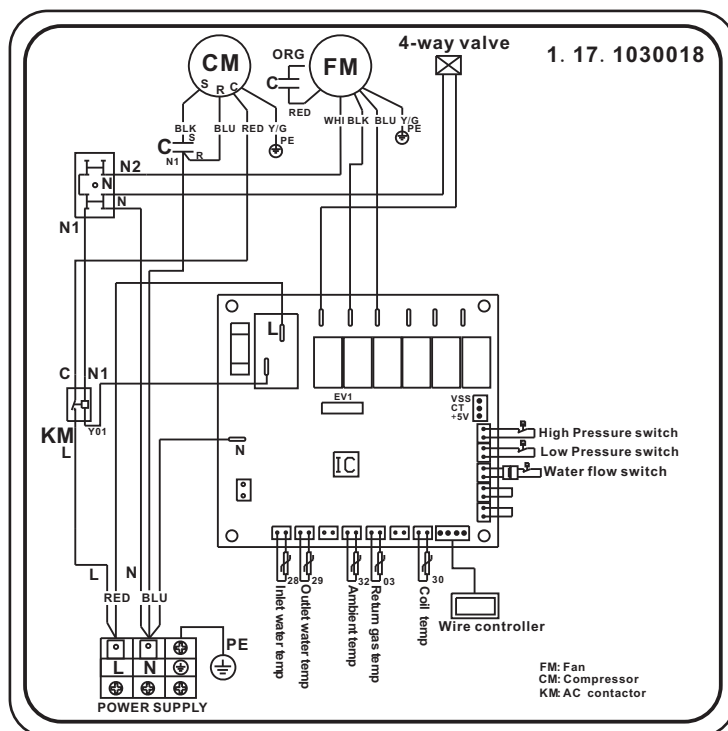 4-way valve
1. 17. 1030018
CM
S
R
C
ORG
C
FM
RED
BLK
BLU
RED
Y/G
PE
WHI
BLK
BLU
Y/G
PE
S
C
N1
R
N2
N
N
N1
L
C
N1
KM
Y01
L
EV1
VSS
CT
+5V
N
IC
High Pressure switch
Low Pressure switch
Water flow switch
28
29
32
03
30
Inlet water temp
Outlet water temp
Ambient temp
Return gas temp
Coil temp
Wire controller
L
N
RED
BLU
PE
L
N
POWER SUPPLY
FM: Fan
CM: Compressor
KM: AC contactor